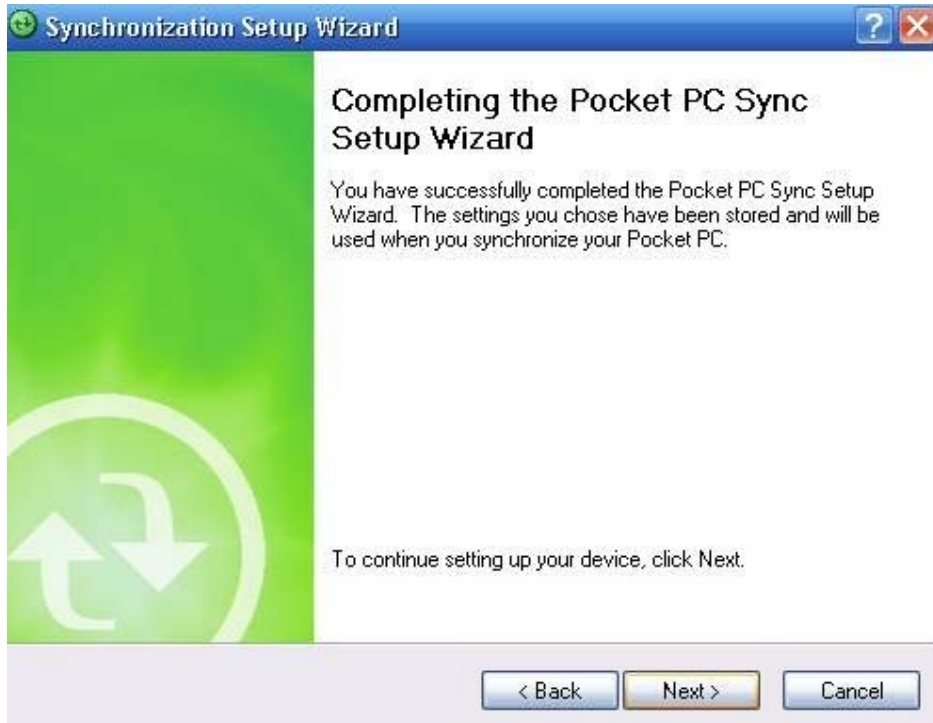 Synchronization Setup Wizard
?
Completing the Pocket PC Sync
Setup Wizard
You have successfully completed the Pocket PC Sync Setup
Wizard. The settings you chose have been stored and will be
used when you synchronize your Pocket PC.
To continue setting up your device, click Next.
< Back Next > Cancel